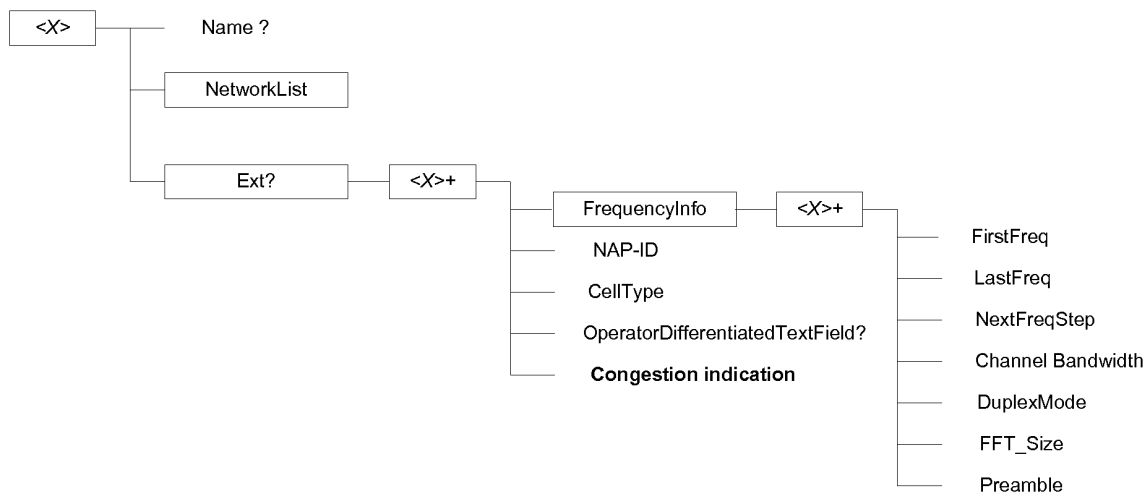 <X>
Name ?
NetworkList
Ext?
<X>+
FrequencyInfo
<X>+
NAP-ID
CellType
OperatorDifferentiatedTextField?
Congestion indication
FirstFreq
LastFreq
NextFreqStep
Channel Bandwidth
DuplexMode
FFT_Size
Preamble